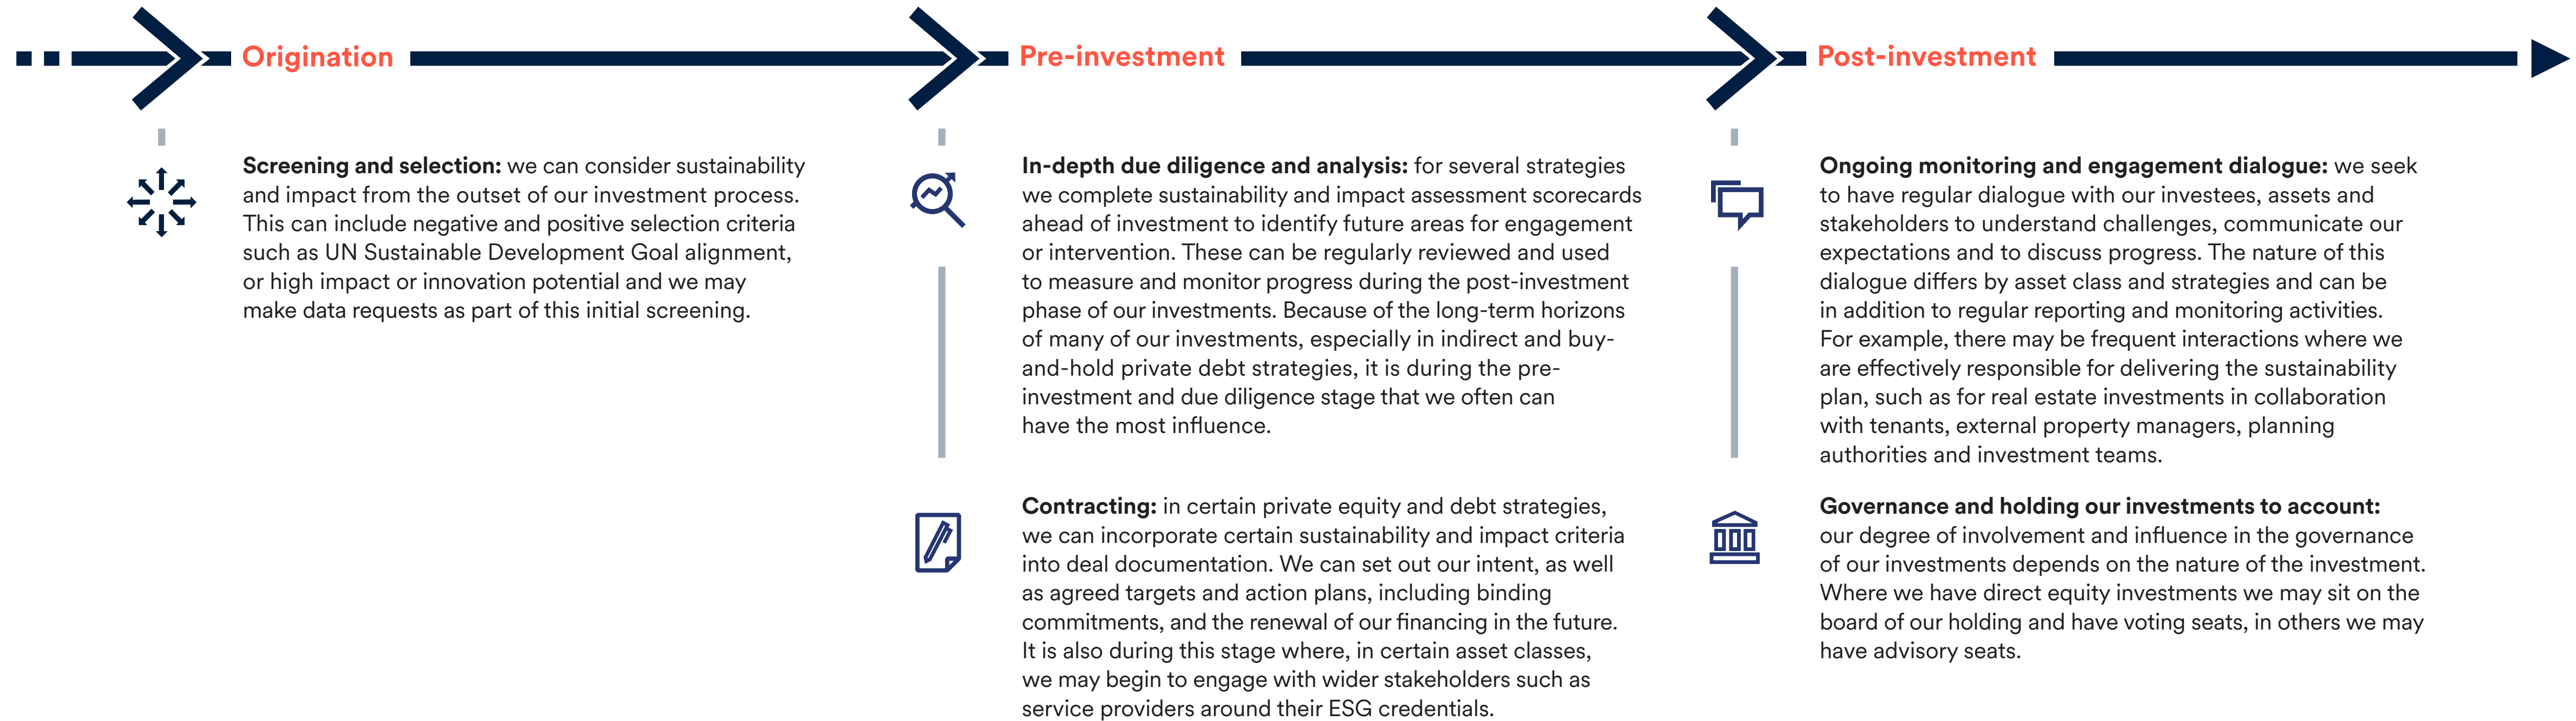 Origination
Screening and selection: we can consider sustainability
and impact from the outset of our investment process.
This can include negative and positive selection criteria
such as UN Sustainable Development Goal alignment,
or high impact or innovation potential and we may
make data requests as part of this initial screening.
Pre-investment
In-depth due diligence and analysis: for several strategies
we complete sustainability and impact assessment scorecards
ahead of investment to identify future areas for engagement
or intervention. These can be regularly reviewed and used
to measure and monitor progress during the post-investment
phase of our investments. Because of the long-term horizons
of many of our investments, especially in indirect and buy-
and-hold private debt strategies, it is during the pre-
investment and due diligence stage that we often can
have the most influence.
Contracting: in certain private equity and debt strategies,
we can incorporate certain sustainability and impact criteria
into deal documentation. We can set out our intent, as well
as agreed targets and action plans, including binding
commitments, and the renewal of our financing in the future.
It is also during this stage where, in certain asset classes,
we may begin to engage with wider stakeholders such as
service providers around their ESG credentials.
Post-investment
Ongoing monitoring and engagement dialogue: we seek
to have regular dialogue with our investees, assets and
stakeholders to understand challenges, communicate our
expectations and to discuss progress. The nature of this
dialogue differs by asset class and strategies and can be
in addition to regular reporting and monitoring activities.
For example, there may be frequent interactions where we
are effectively responsible for delivering the sustainability
plan, such as for real estate investments in collaboration
with tenants, external property managers, planning
authorities and investment teams.
Governance and holding our investments to account:
our degree of involvement and influence in the governance
of our investments depends on the nature of the investment.
Where we have direct equity investments we may sit on the
board of our holding and have voting seats, in others we may
have advisory seats.